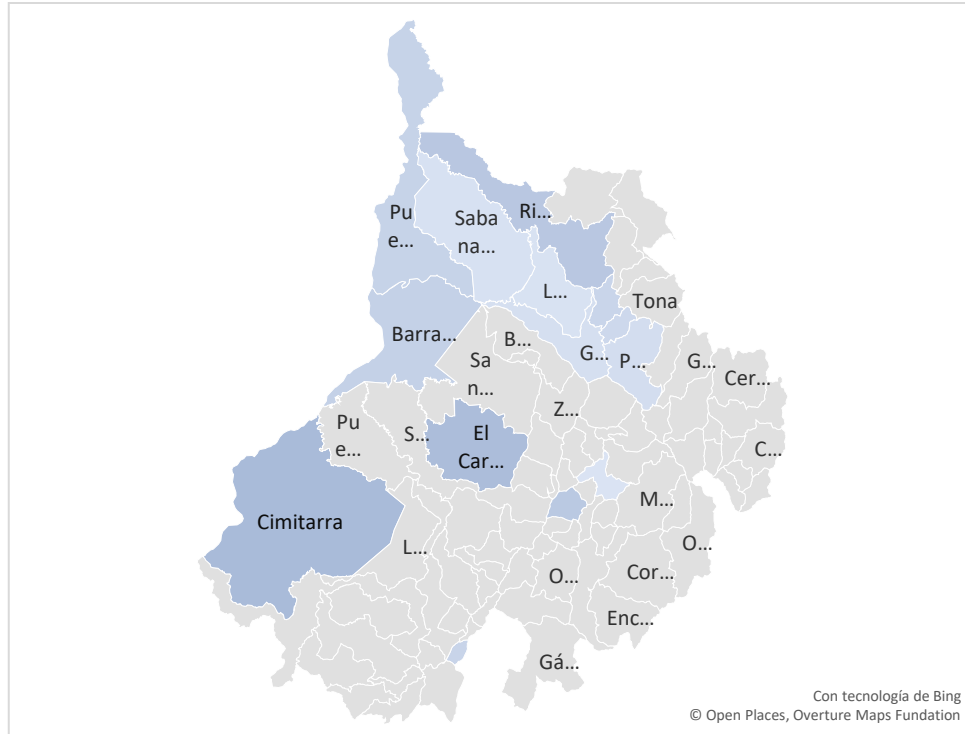 Pu
e...
Saba
na...
Ri...
L...
Tona
Barra...
B...
G...
P...
G...
Sa
n...
Cer...
Z...
Pu
e...
S...
El
Car...
C...
M...
Cimitarra
L...
O...
O...
Cor...
Enc...
Gá...
Con tecnología de Bing
© Open Places, Overture Maps Fundation